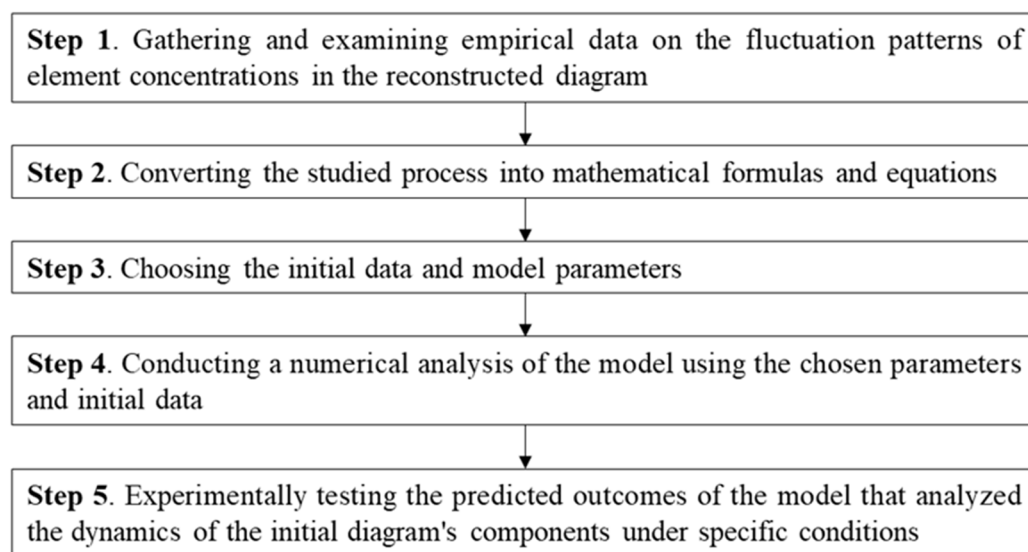 Step 1. Gathering and examining empirical data on the fluctuation patterns of
element concentrations in the reconstructed diagram
Step 2. Converting the studied process into mathematical formulas and equations
Step 3. Choosing the initial data and model parameters
Step 4. Conducting a numerical analysis of the model using the chosen parameters
and initial data
Step 5. Experimentally testing the predicted outcomes of the model that analyzed
the dynamics of the initial diagram's components under specific conditions